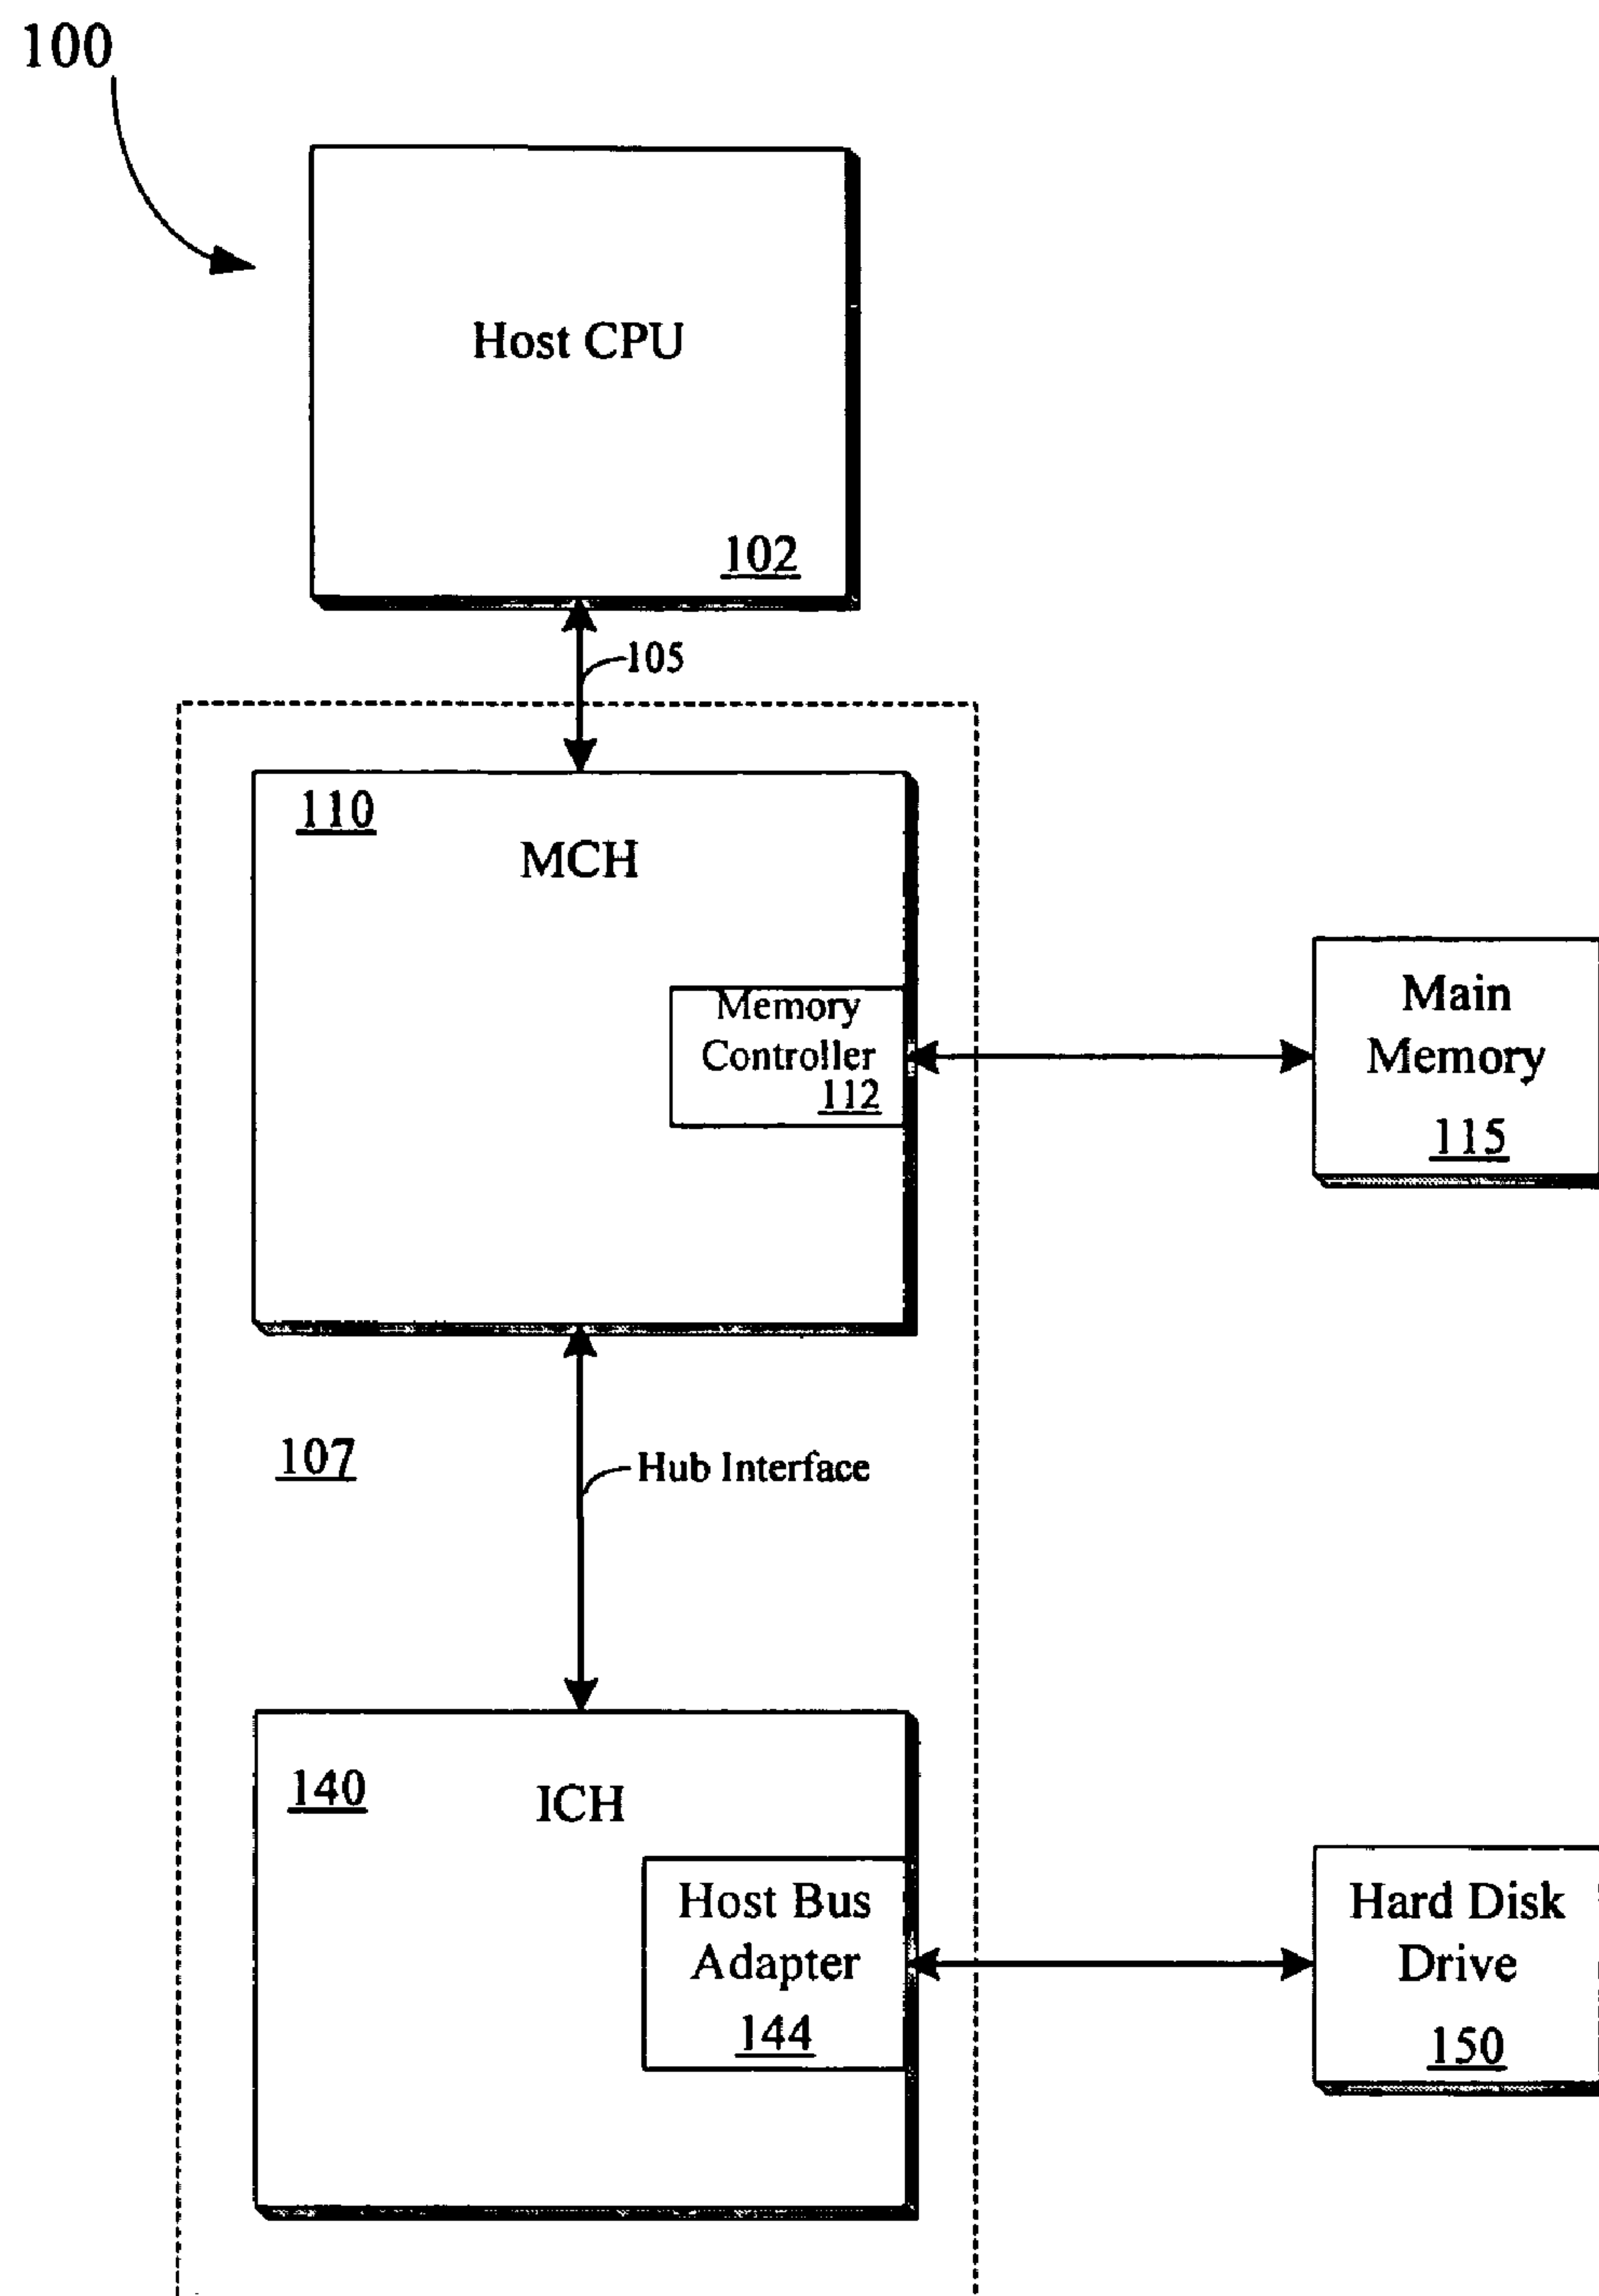 100
Host CPU
102
105
110
MCH
Memory
Controller
112
Main
Memory
115
107
Hub Interface
140
ICH
Host Bus
Adapter
144
Hard Disk
Drive
150